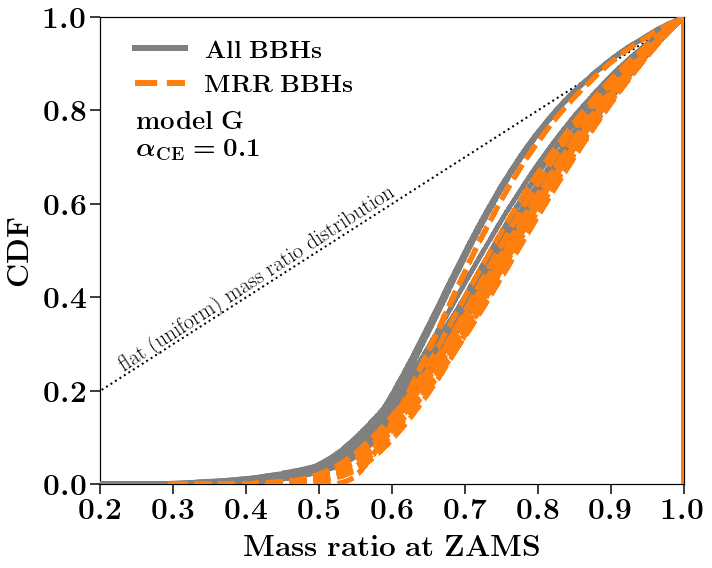 1.0
0.8
0.6
0.4
0.2
0.0
CDF
All BBHs
MRR BBHs
model G
α_CE = 0.1
flat (uniform) mass ratio distribution
0.2 0.3 0.4 0.5 0.6 0.7 0.8 0.9 1.0
Mass ratio at ZAMS